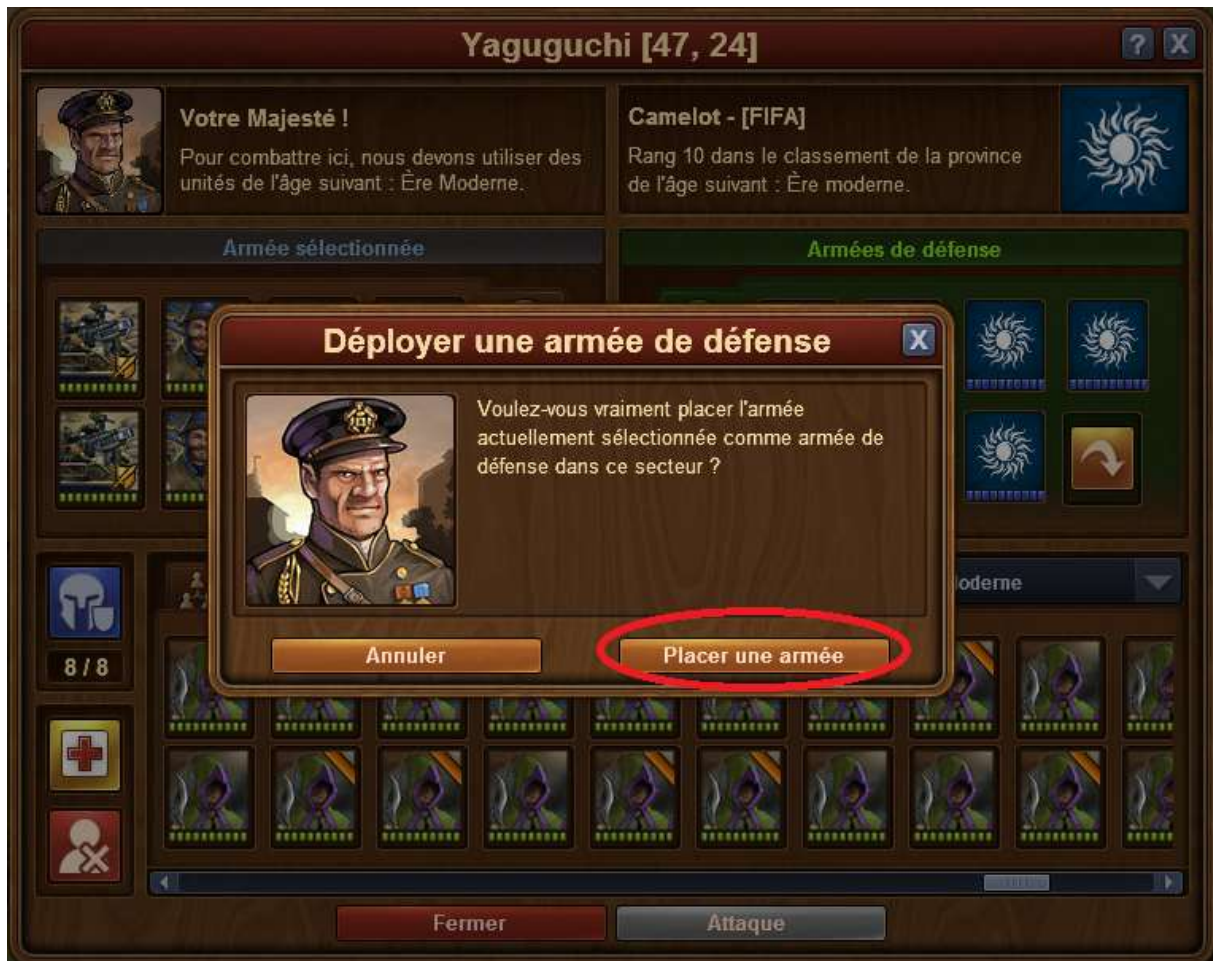 Yaguguchi [47, 24]
?
X
Votre Majesté !
Pour combattre ici, nous devons utiliser des
unités de l'âge suivant : Ère Moderne.
Camelot - [FIFA]
Rang 10 dans le classement de la province
de l'âge suivant : Ère moderne.
Armée sélectionnée
Armées de défense
Déployer une armée de défense
X
Voulez-vous vraiment placer l'armée
actuellement sélectionnée comme armée de
défense dans ce secteur ?
Annuler
Placer une armée
8 / 8
Fermer
Attaque